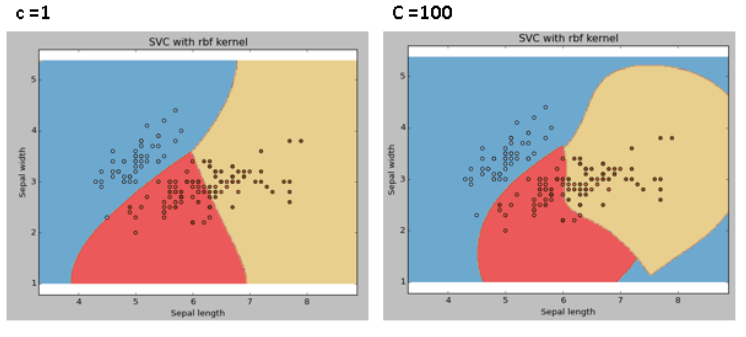 c =1
C =100
SVC with rbf kernel
SVC with rbf kernel
5
4
3
2
1
Sepal width
4 5 6 7 8
Sepal length
5
4
3
2
1
Sepal width
4 5 6 7 8
Sepal length